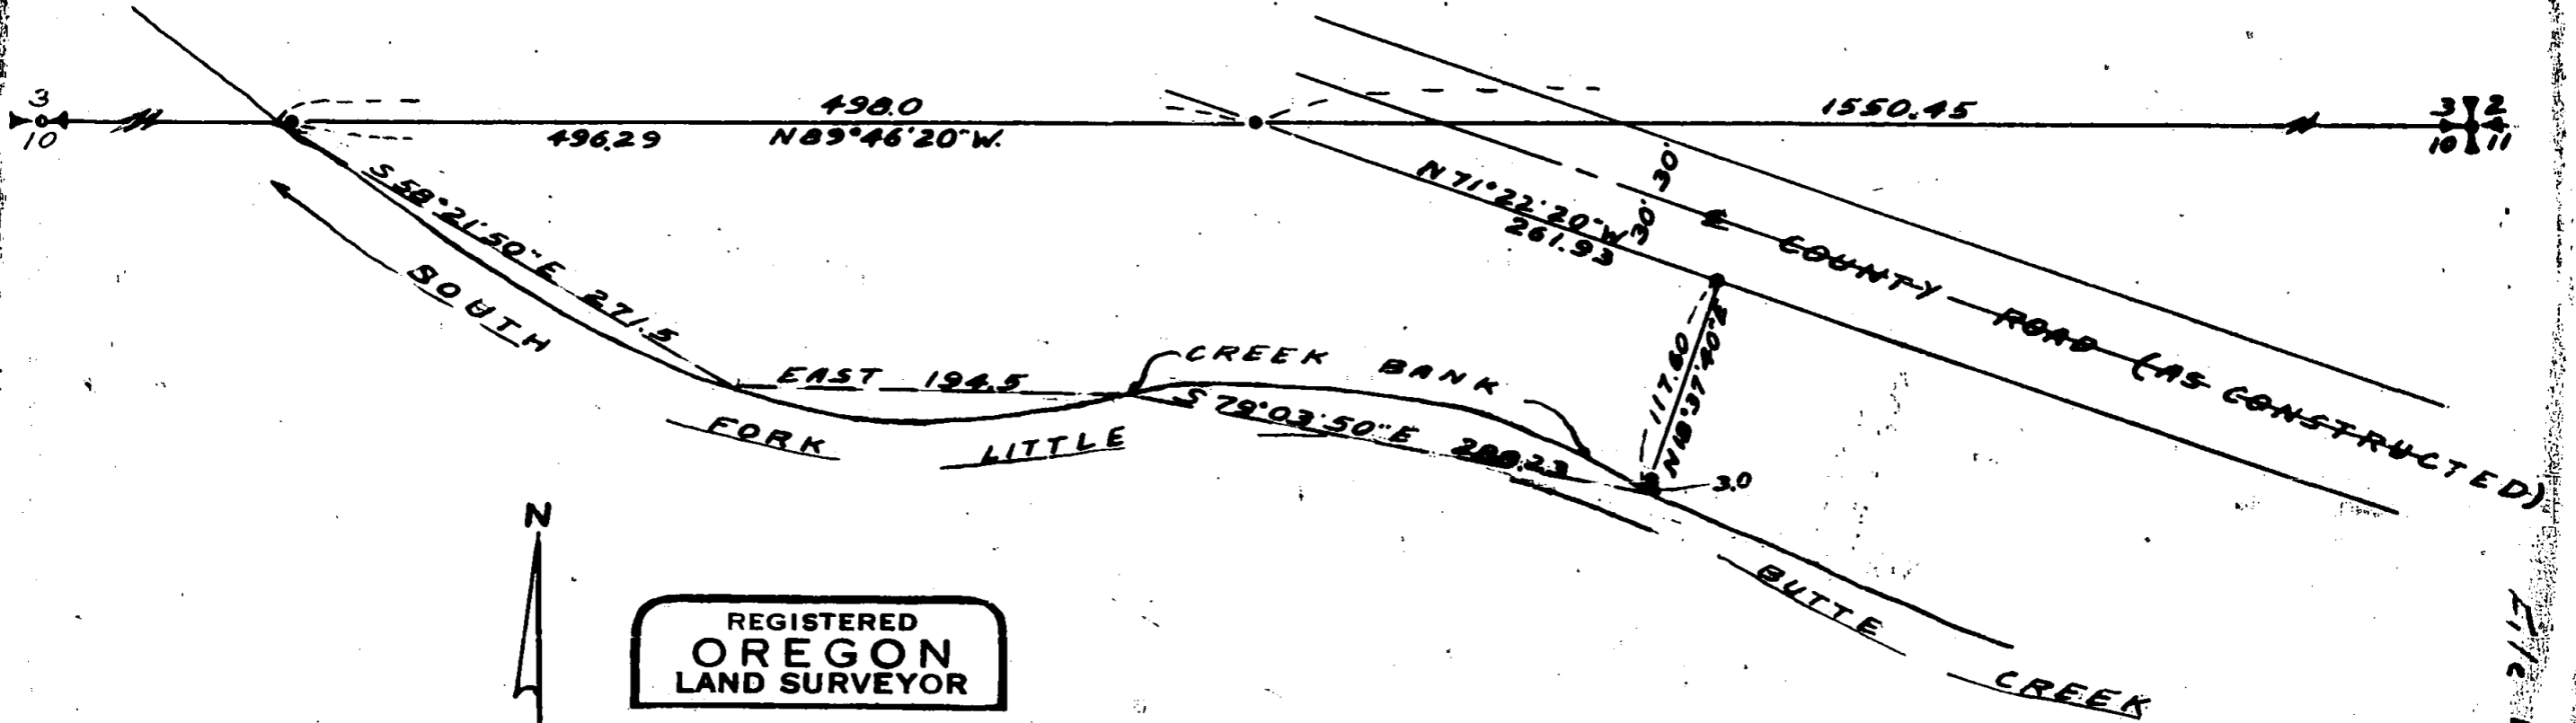 3
10
498.0
496.29 N89°46'20"W.
1550.45
3 2
10 11
S 58°21'50"E 271.5
SOUTH
N 71°22'20"W
261.93
30' 30'
℄ COUNTY ROAD (AS CONSTRUCTED)
EAST 194.5
CREEK BANK
S 79°03'50"E 288.23
117.60
N18°37'40"E
3.0
FORK LITTLE
BUTTE
CREEK
N
REGISTERED
OREGON
LAND SURVEYOR